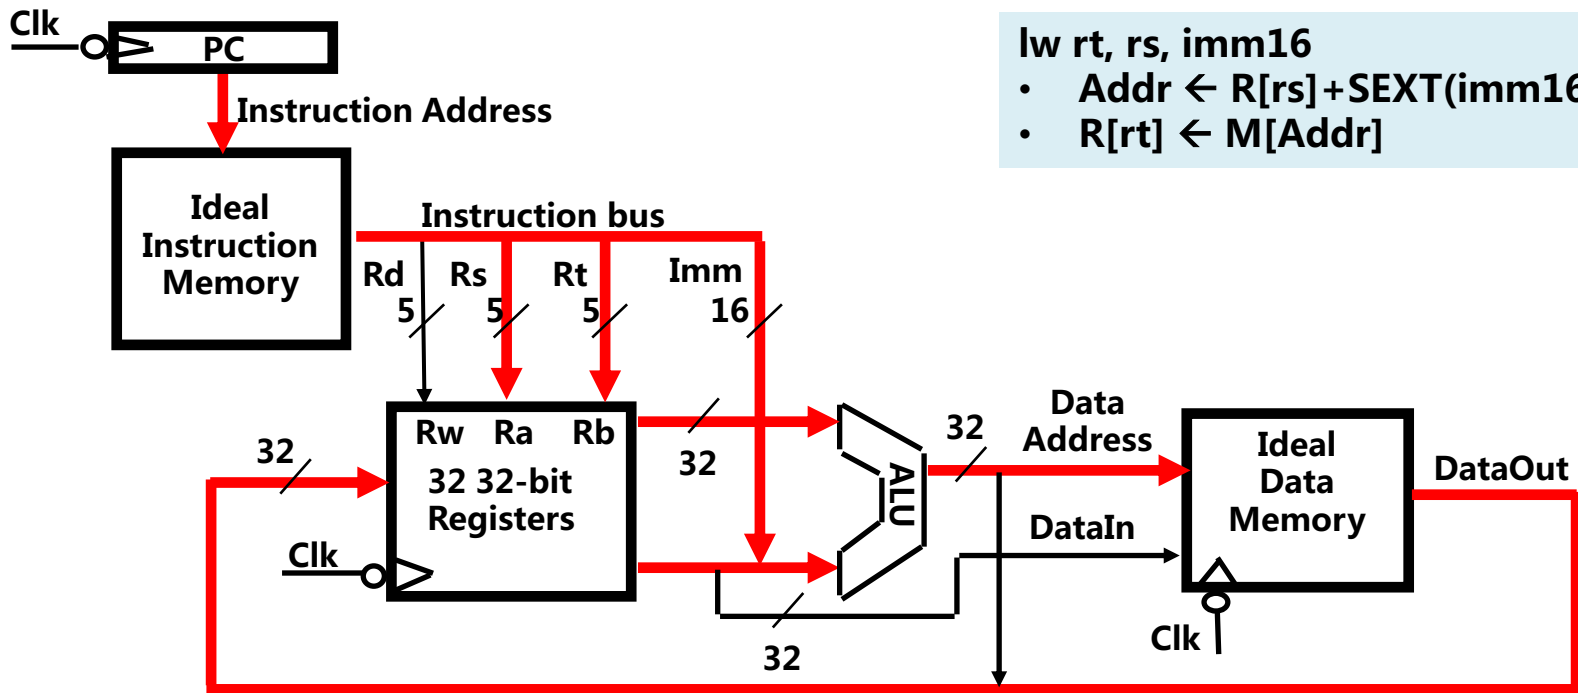 Clk
PC
lw rt, rs, imm16
• Addr ← R[rs]+SEXT(imm16
• R[rt] ← M[Addr]
Instruction Address
Ideal
Instruction
Memory
Instruction bus
Rd
Rs
Rt
Imm
5
5
5
16
Rw Ra Rb
32 32-bit
Registers
32
Clk
32
32
ALU
32
Data
Address
DataIn
Ideal
Data
Memory
DataOut
Clk